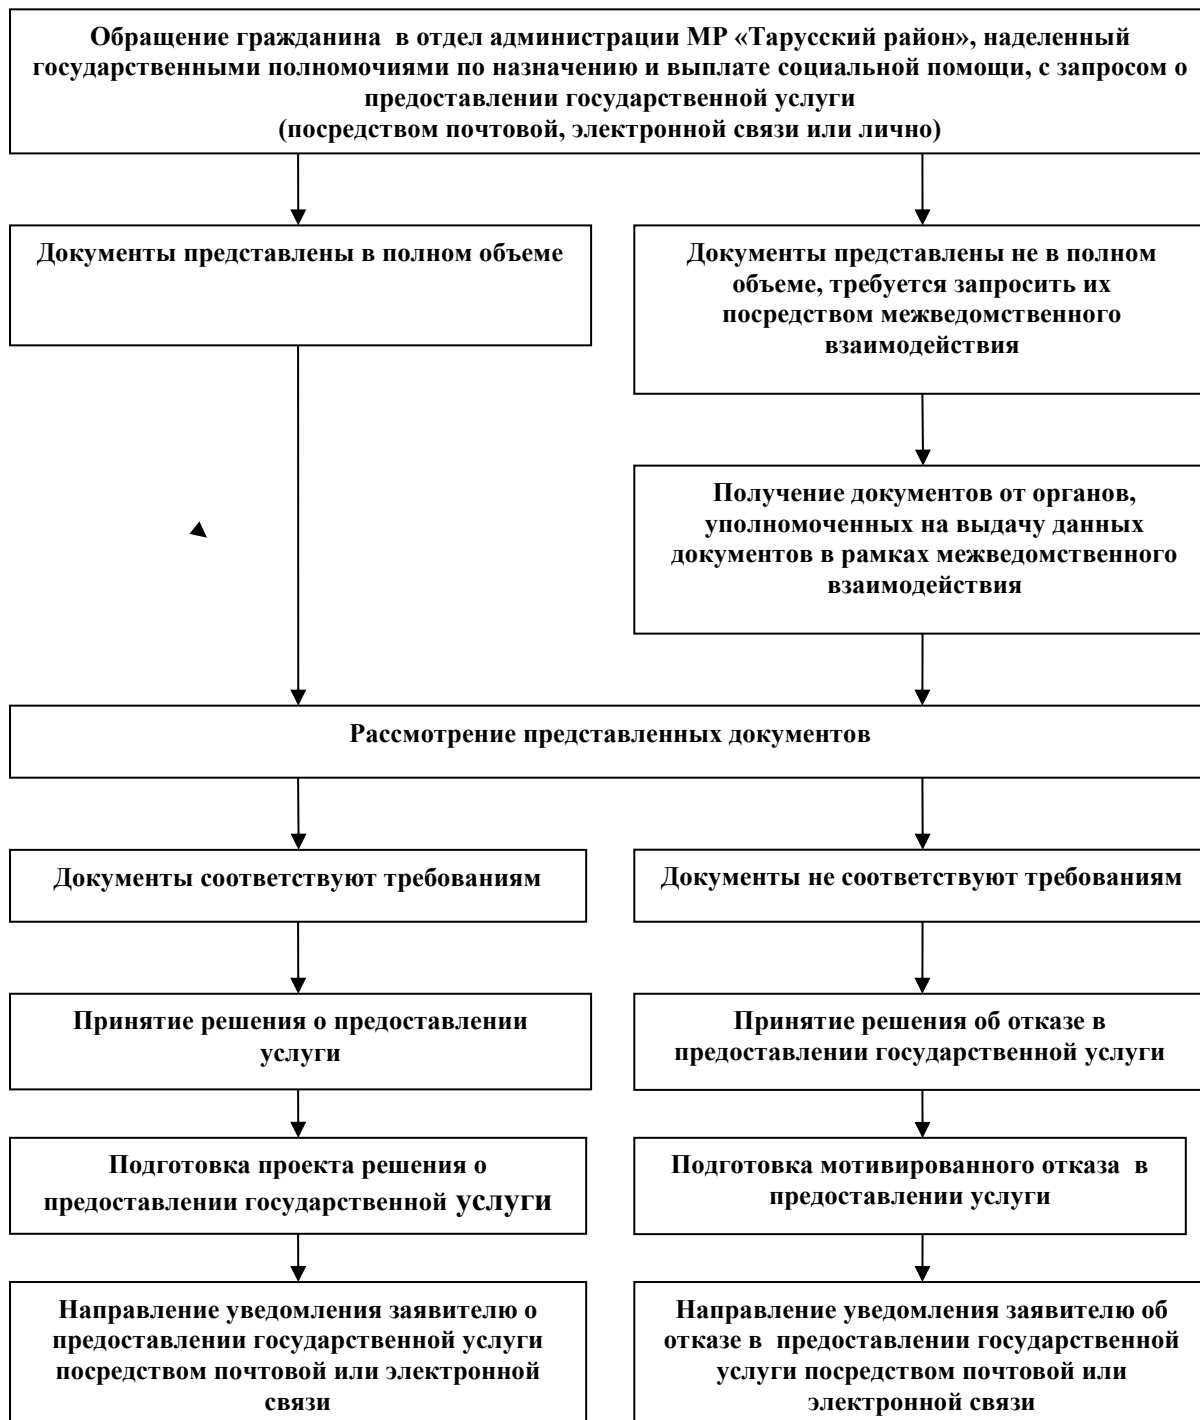 Обращение гражданина  в отдел администрации МР «Тарусский район», наделенный
государственными полномочиями по назначению и выплате социальной помощи, с запросом о
предоставлении государственной услуги
(посредством почтовой, электронной связи или лично)
Документы представлены в полном объеме
Документы представлены не в полном
объеме, требуется запросить их
посредством межведомственного
взаимодействия
Получение документов от органов,
уполномоченных на выдачу данных
документов в рамках межведомственного
взаимодействия
Рассмотрение представленных документов
Документы соответствуют требованиям
Документы не соответствуют требованиям
Принятие решения о предоставлении
услуги
Принятие решения об отказе в
предоставлении государственной услуги
Подготовка проекта решения о
предоставлении государственной услуги
Подготовка мотивированного отказа  в
предоставлении услуги
Направление уведомления заявителю о
предоставлении государственной услуги
посредством почтовой или электронной
связи
Направление уведомления заявителю об
отказе в  предоставлении государственной
услуги посредством почтовой или
электронной связи